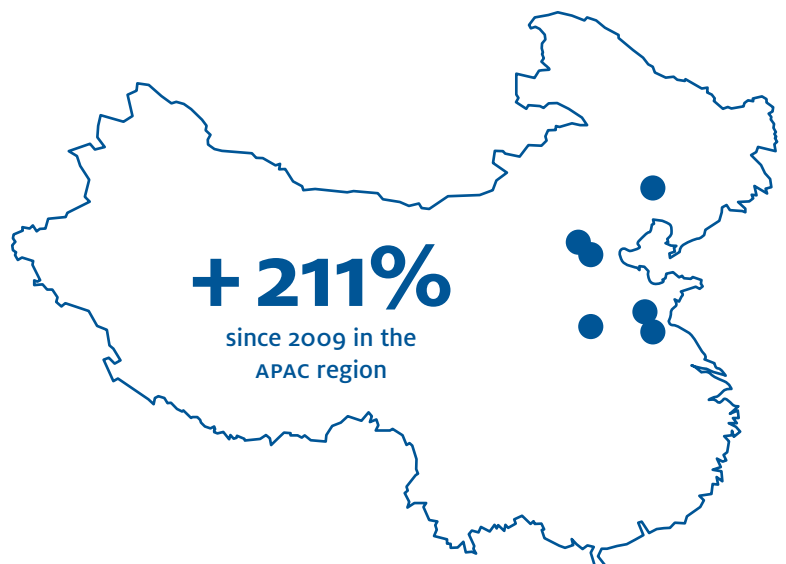 + 211%
since 2009 in the
APAC region